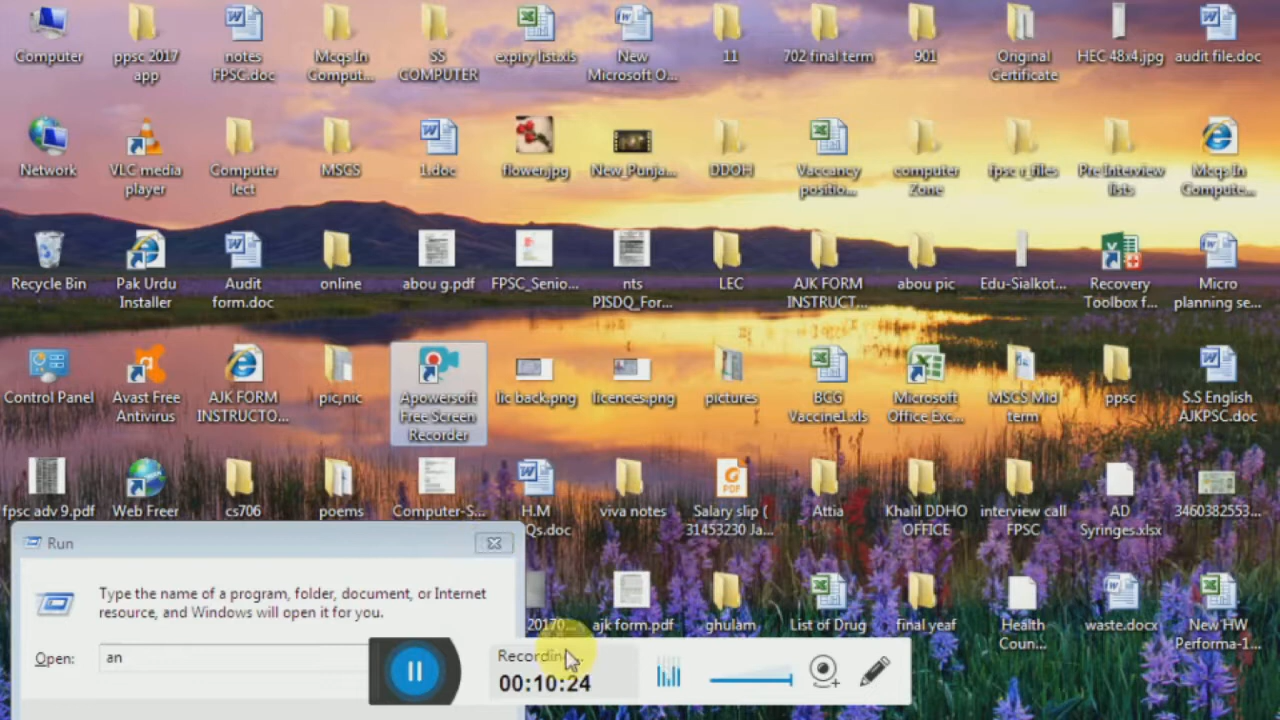 Computer
ppsc 2017
app
notes
FPSC.doc
Mcqs In
Comput...
SS
COMPUTER
expiry list.xls
New
Microsoft O...
11
702 final term
901
Original
Certificate
HEC 48x4.jpg
audit file.doc
Network
VLC media
player
Computer
lect
MSGS
1.doc
flower.jpg
New_Punja...
DDOH
Vaccancy
positio...
computer
Zone
Pre Interview
lists
Mcqs In
Compute...
Recycle Bin
Pak Urdu
Installer
Audit
form.doc
online
abou g.pdf
FPSC_Senio...
nts
PISDQ_For...
LEC
AJK FORM
INSTRUCT...
abou pic
Edu-Sialkot...
Recovery
Toolbox f...
Micro
planning se...
Control Panel
Avast Free
Antivirus
AJK FORM
INSTRUCTO...
pic,nic
Apowersoft
Free Screen
Recorder
lic back.png
licences.png
pictures
BCG
Vaccine1.xls
Microsoft
Office Exc...
MSGS Mid
term
ppsc
S.S English
AJKPSC.doc
fpsc adv 9.pdf
Web Freer
cs706
poems
Computer-S...
H.M
Qs.doc
viva notes
PDF
Salary slip (
31453230 Ja...
Attia
Khalil DDHO
OFFICE
interview call
FPSC
AD
Syringes.xlsx
3460382553...
Run
Type the name of a program, folder, document, or Internet
resource, and Windows will open it for you.
Open:
an
20170...
ajk form.pdf
ghulam
List of Drug
final yeaf
Health
Coun...
waste.docx
New HW
Performa-1...
Recording...
00:10:24